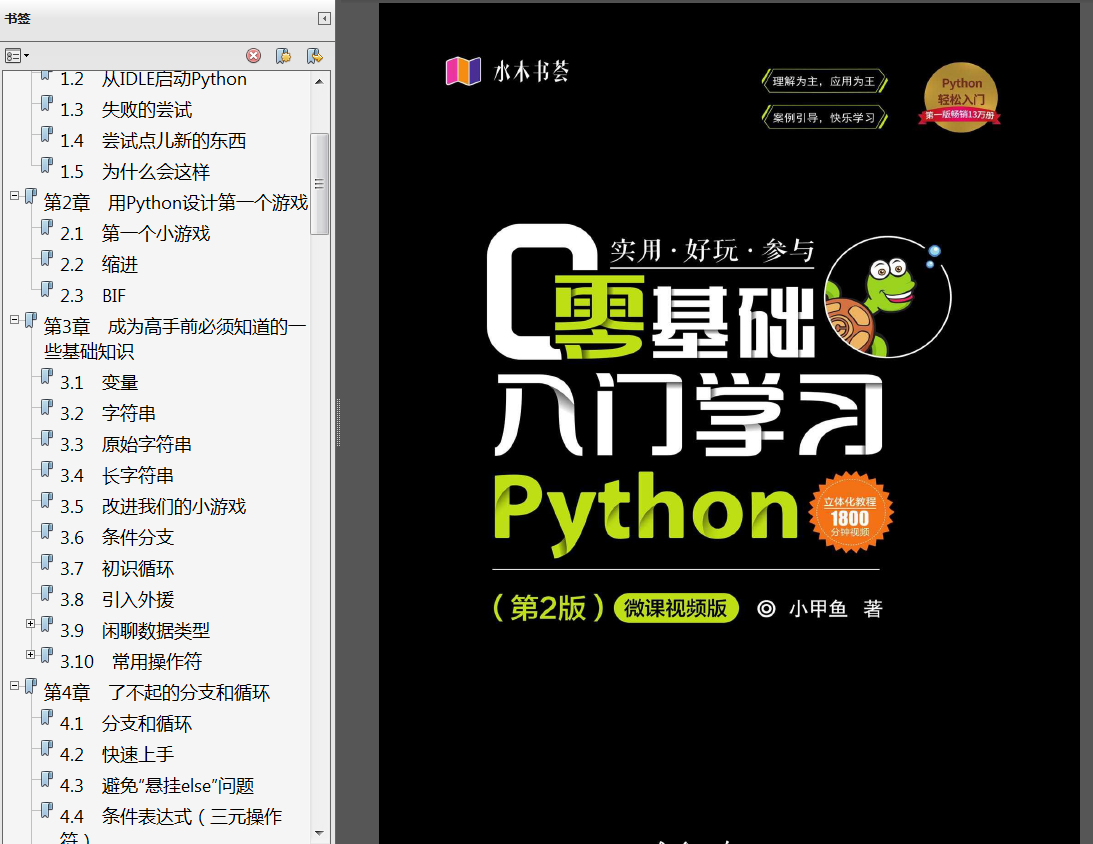 书签
1.2 从IDLE启动Python
1.3 失败的尝试
1.4 尝试点儿新的东西
1.5 为什么会这样
第2章 用Python设计第一个游戏
2.1 第一个小游戏
2.2 缩进
2.3 BIF
第3章 成为高手前必须知道的一
些基础知识
3.1 变量
3.2 字符串
3.3 原始字符串
3.4 长字符串
3.5 改进我们的小游戏
3.6 条件分支
3.7 初识循环
3.8 引入外援
3.9 闲聊数据类型
3.10 常用操作符
第4章 了不起的分支和循环
4.1 分支和循环
4.2 快速上手
4.3 避免“悬挂else”问题
4.4 条件表达式（三元操作
符）
水木书荟
理解为主，应用为王
案例引导，快乐学习
Python
轻松入门
第一版畅销13万册
实用·好玩·参与
零基础
入门学习
Python
立体化教程
1800
分钟视频
（第2版）微课视频版 ◎ 小甲鱼 著